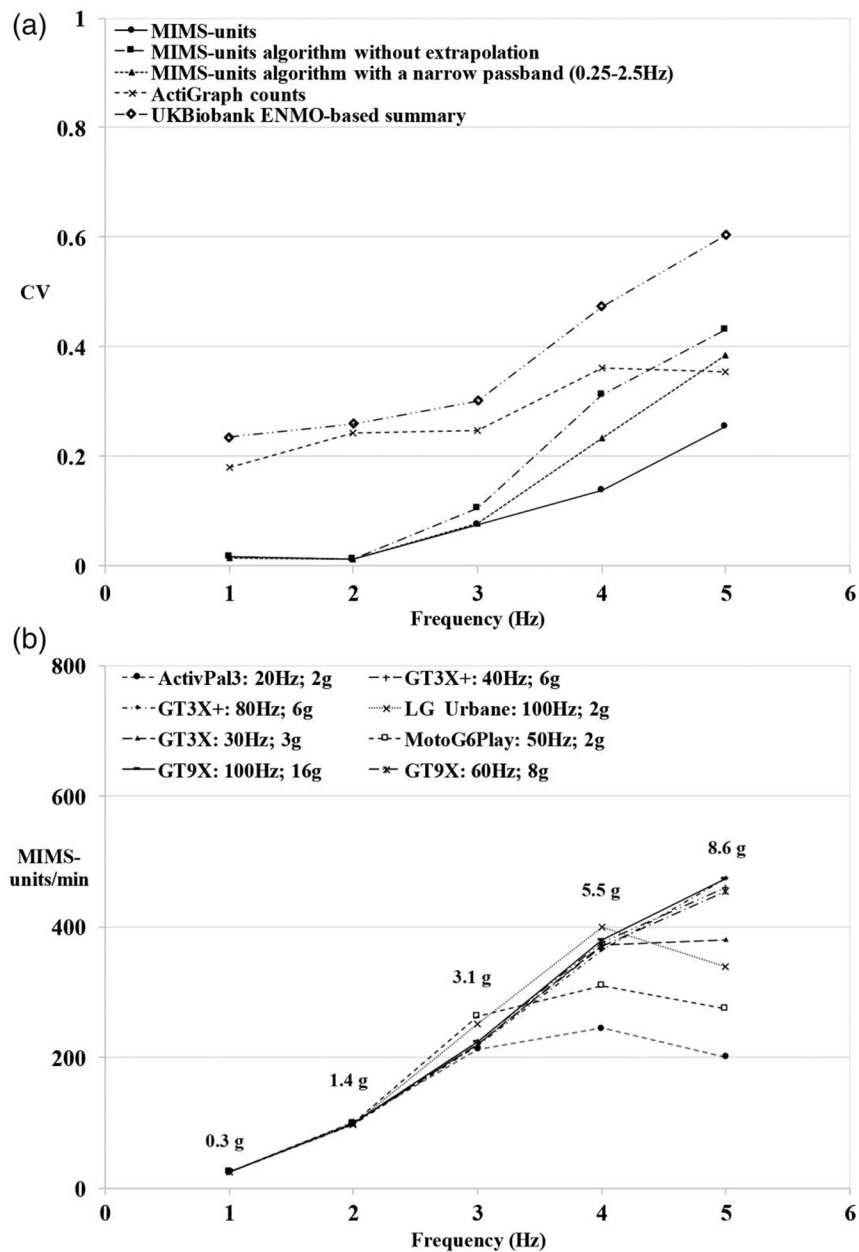 (a)
MIMS-units
MIMS-units algorithm without extrapolation
MIMS-units algorithm with a narrow passband (0.25-2.5Hz)
ActiGraph counts
UKBiobank ENMO-based summary
1
0.8
0.6
CV
0.4
0.2
0
0 1 2 3 4 5 6
Frequency (Hz)
(b)
800
ActivPal3: 20Hz; 2g GT3X+: 40Hz; 6g
GT3X+: 80Hz; 6g LG Urbane: 100Hz; 2g
GT3X: 30Hz; 3g MotoG6Play: 50Hz; 2g
GT9X: 100Hz; 16g GT9X: 60Hz; 8g
600
MIMS-
units/min
8.6 g
5.5 g
400
3.1 g
200
1.4 g
0.3 g
0
0 1 2 3 4 5 6
Frequency (Hz)